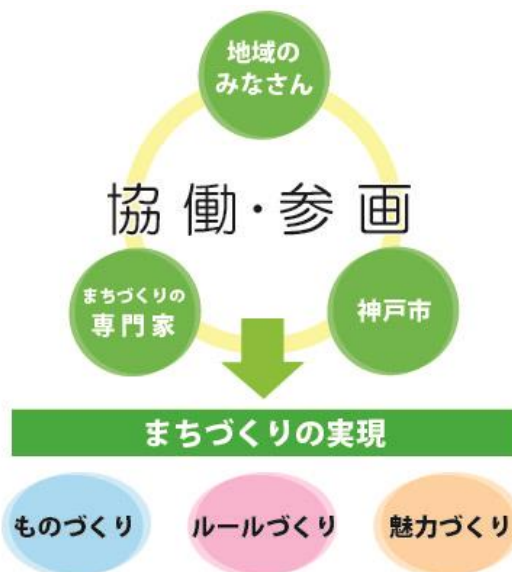 地域の
みなさん
協働・参画
まちづくりの
専門家
神戸市
まちづくりの実現
ものづくり
ルールづくり
魅力づくり